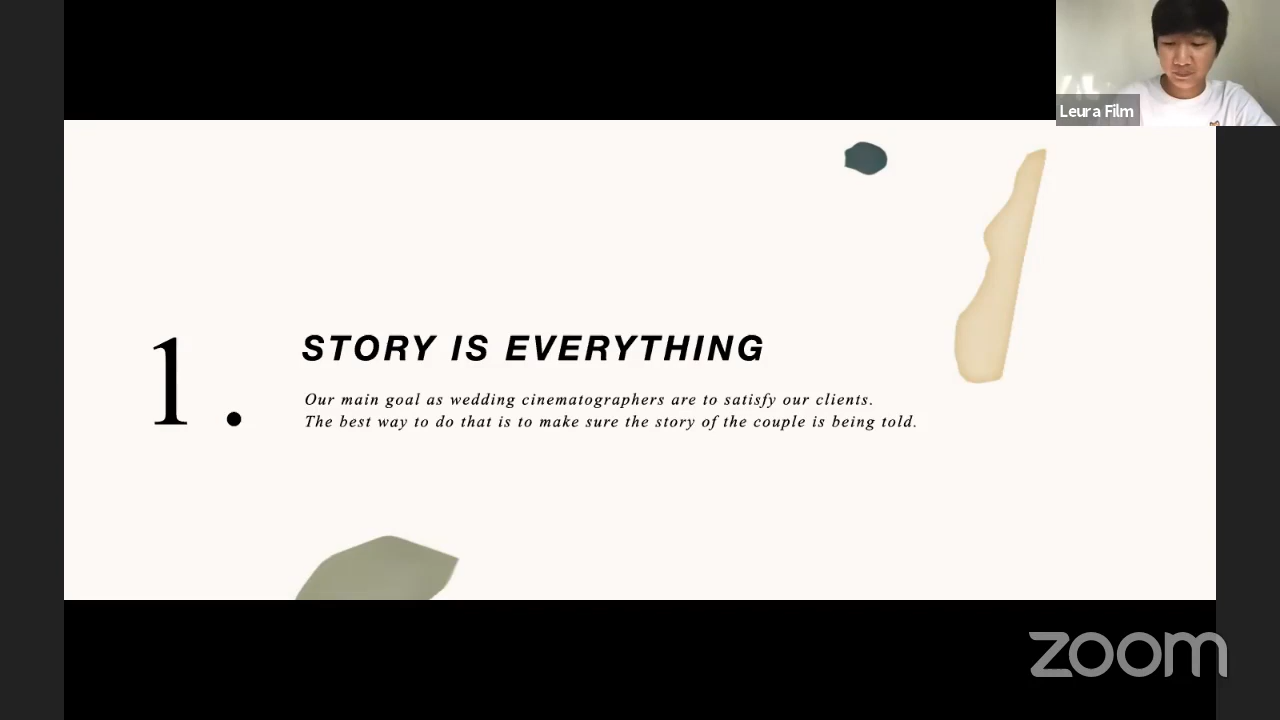 Leura Film
1.
STORY IS EVERYTHING
Our main goal as wedding cinematographers are to satisfy our clients.
The best way to do that is to make sure the story of the couple is being told.
zoom